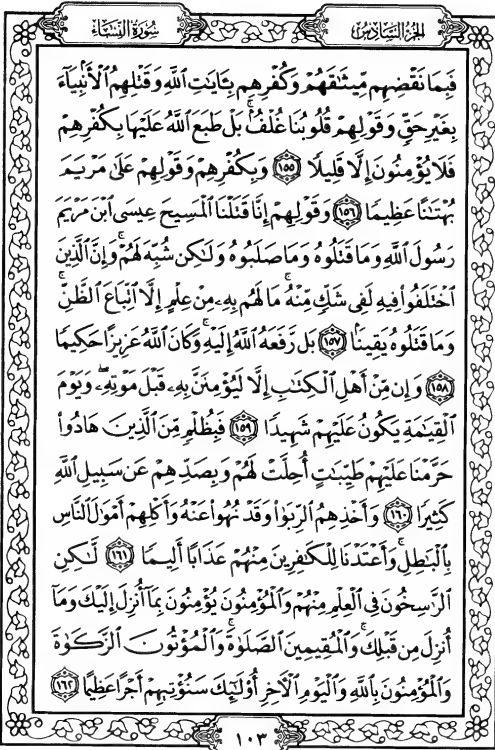 الجزء السادس
سورة النساء
فَبِمَا نَقْضِهِم مِّيثَٰقَهُمْ وَكُفْرِهِم بِـَٔايَٰتِ ٱللَّهِ وَقَتْلِهِمُ ٱلْأَنۢبِيَآءَ
بِغَيْرِ حَقٍّ وَقَوْلِهِمْ قُلُوبُنَا غُلْفٌۢ ۚ بَلْ طَبَعَ ٱللَّهُ عَلَيْهَا بِكُفْرِهِمْ
فَلَا يُؤْمِنُونَ إِلَّا قَلِيلًا ١٥٥ وَبِكُفْرِهِمْ وَقَوْلِهِمْ عَلَىٰ مَرْيَمَ
بُهْتَٰنًا عَظِيمًا ١٥٦ وَقَوْلِهِمْ إِنَّا قَتَلْنَا ٱلْمَسِيحَ عِيسَى ٱبْنَ مَرْيَمَ
رَسُولَ ٱللَّهِ وَمَا قَتَلُوهُ وَمَا صَلَبُوهُ وَلَٰكِن شُبِّهَ لَهُمْ ۚ وَإِنَّ ٱلَّذِينَ
ٱخْتَلَفُوا۟ فِيهِ لَفِى شَكٍّ مِّنْهُ ۚ مَا لَهُم بِهِۦ مِنْ عِلْمٍ إِلَّا ٱتِّبَاعَ ٱلظَّنِّ ۚ
وَمَا قَتَلُوهُ يَقِينًۢا ١٥٧ بَل رَّفَعَهُ ٱللَّهُ إِلَيْهِ ۚ وَكَانَ ٱللَّهُ عَزِيزًا حَكِيمًا
١٥٨ وَإِن مِّنْ أَهْلِ ٱلْكِتَٰبِ إِلَّا لَيُؤْمِنَنَّ بِهِۦ قَبْلَ مَوْتِهِۦ ۖ وَيَوْمَ
ٱلْقِيَٰمَةِ يَكُونُ عَلَيْهِمْ شَهِيدًا ١٥٩ فَبِظُلْمٍ مِّنَ ٱلَّذِينَ هَادُوا۟
حَرَّمْنَا عَلَيْهِمْ طَيِّبَٰتٍ أُحِلَّتْ لَهُمْ وَبِصَدِّهِمْ عَن سَبِيلِ ٱللَّهِ
كَثِيرًا ١٦٠ وَأَخْذِهِمُ ٱلرِّبَوٰا۟ وَقَدْ نُهُوا۟ عَنْهُ وَأَكْلِهِمْ أَمْوَٰلَ ٱلنَّاسِ
بِٱلْبَٰطِلِ ۚ وَأَعْتَدْنَا لِلْكَٰفِرِينَ مِنْهُمْ عَذَابًا أَلِيمًا ١٦١ لَّٰكِنِ
ٱلرَّٰسِخُونَ فِى ٱلْعِلْمِ مِنْهُمْ وَٱلْمُؤْمِنُونَ يُؤْمِنُونَ بِمَآ أُنزِلَ إِلَيْكَ وَمَآ
أُنزِلَ مِن قَبْلِكَ ۚ وَٱلْمُقِيمِينَ ٱلصَّلَوٰةَ ۚ وَٱلْمُؤْتُونَ ٱلزَّكَوٰةَ
وَٱلْمُؤْمِنُونَ بِٱللَّهِ وَٱلْيَوْمِ ٱلْـَٔاخِرِ أُو۟لَٰٓئِكَ سَنُؤْتِيهِمْ أَجْرًا عَظِيمًا ١٦٢
١٠٣